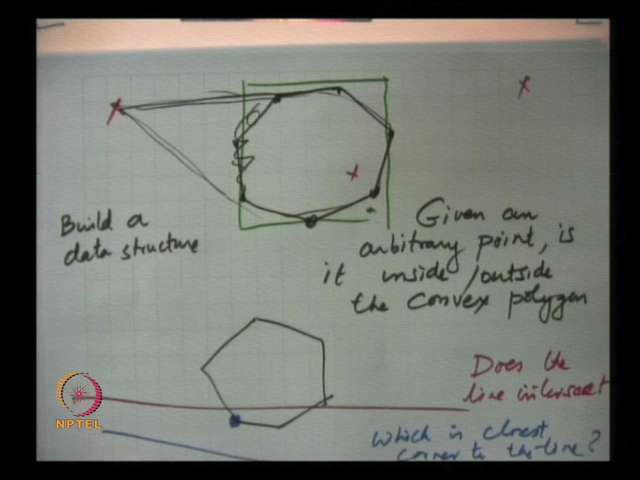 Build a
data structure
Given an
arbitrary point, is
it inside/outside
the convex polygon
Does the
line intersect
which is closest
corner to the line?
NPTEL